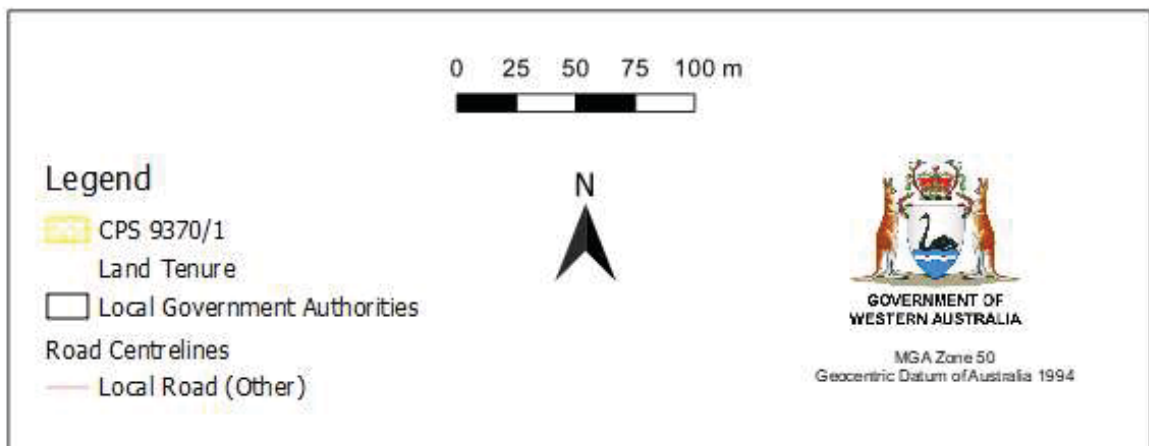 0 25 50 75 100 m
Legend
CPS 9370/1
Land Tenure
Local Government Authorities
Road Centrelines
Local Road (Other)
N
GOVERNMENT OF
WESTERN AUSTRALIA
MGA Zone 50
Geocentric Datum of Australia 1994